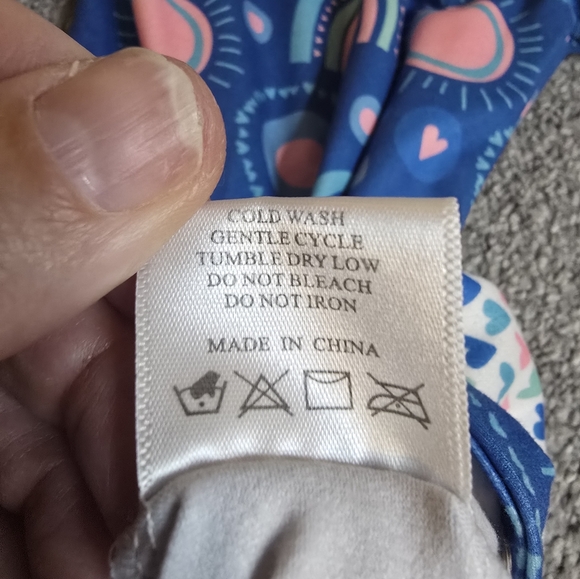 COLD WASH
GENTLE CYCLE
TUMBLE DRY LOW
DO NOT BLEACH
DO NOT IRON
MADE IN CHINA